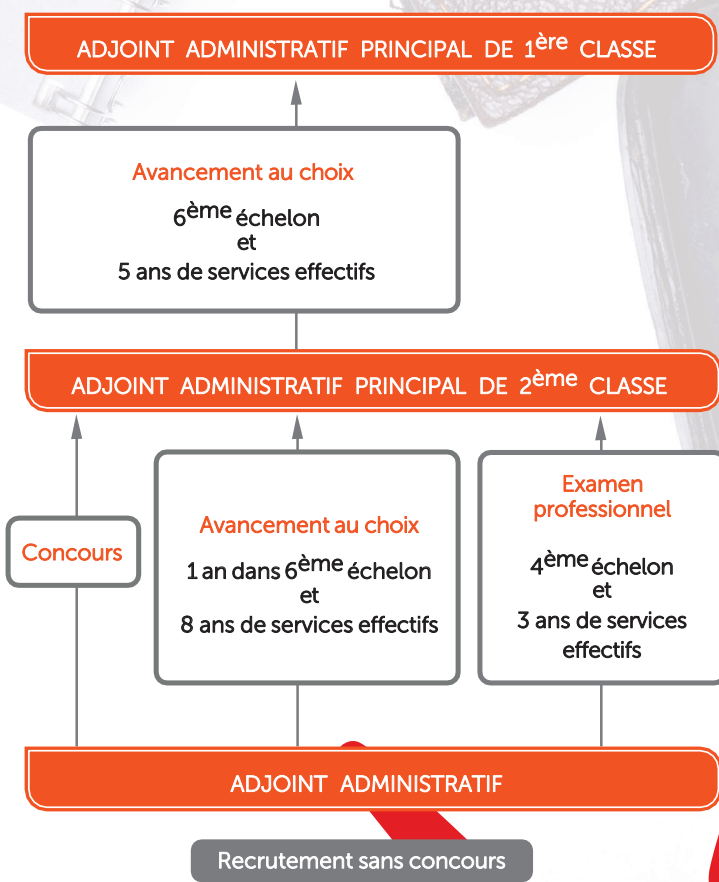 ADJOINT ADMINISTRATIF PRINCIPAL DE 1ère CLASSE
Avancement au choix
6ème échelon
et
5 ans de services effectifs
ADJOINT ADMINISTRATIF PRINCIPAL DE 2ème CLASSE
Concours
Avancement au choix
1 an dans 6ème échelon
et
8 ans de services effectifs
Examen
professionnel
4ème échelon
et
3 ans de services
effectifs
ADJOINT ADMINISTRATIF
Recrutement sans concours